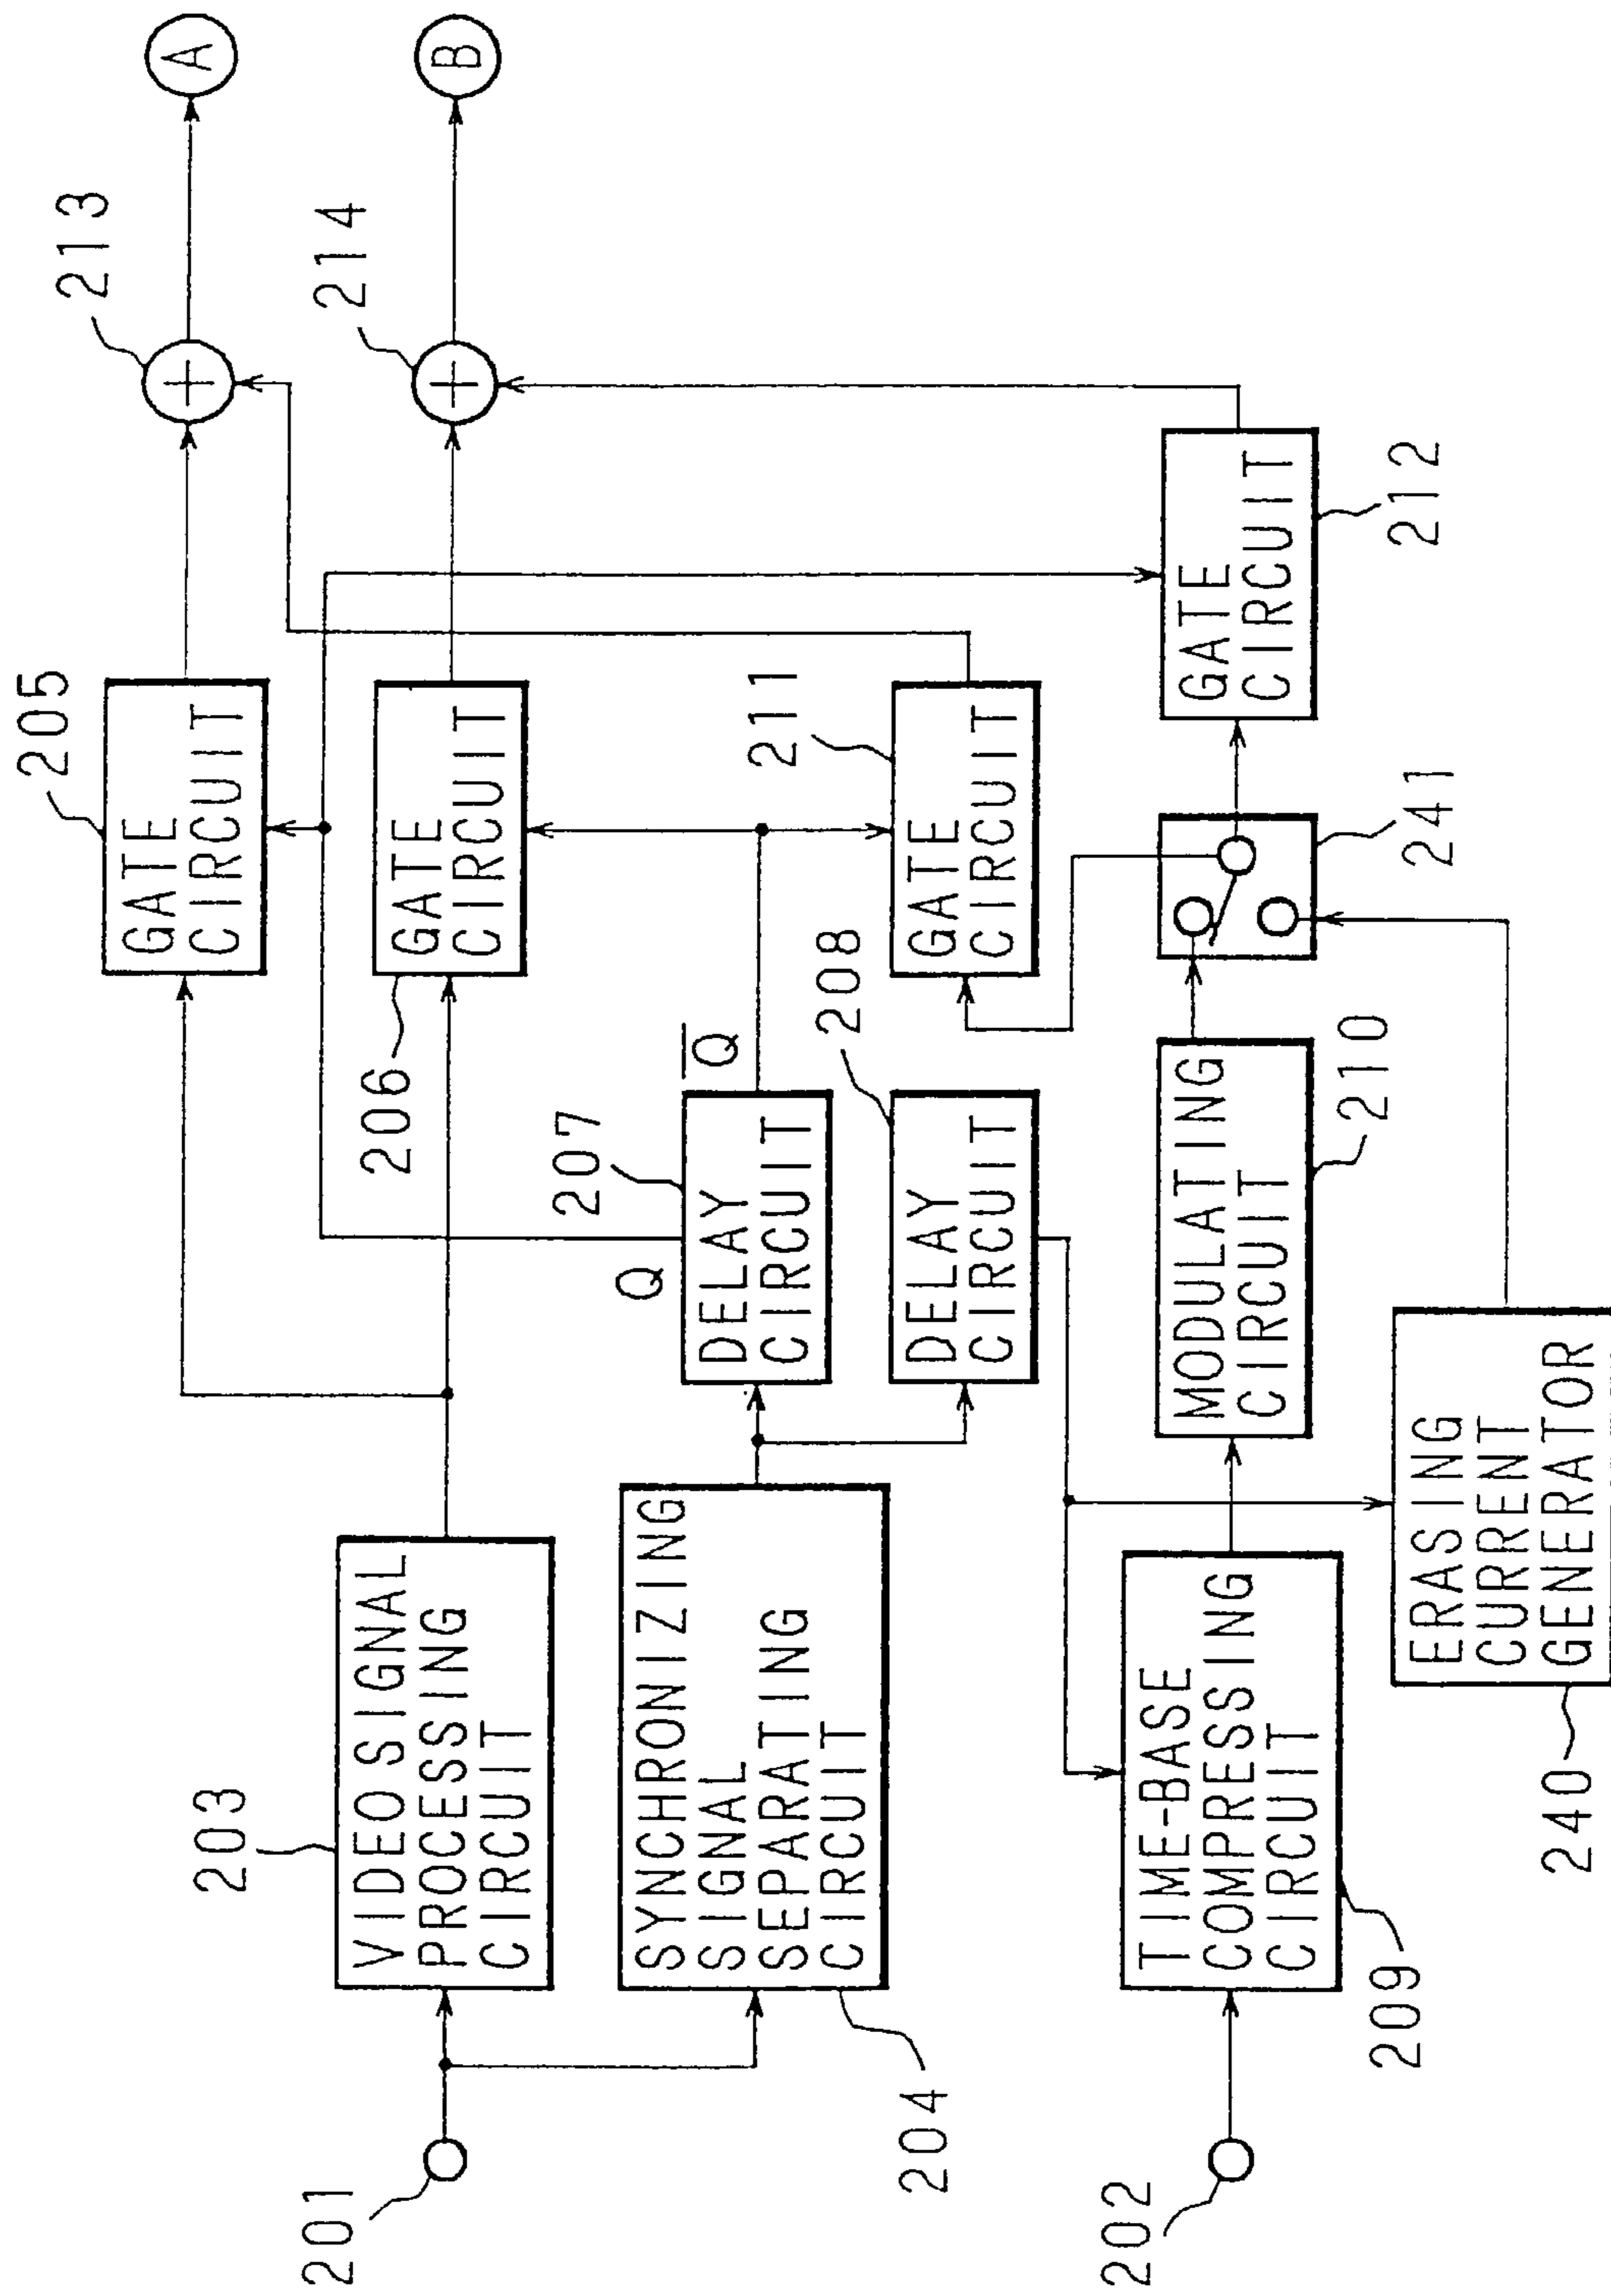 201
202
203
VIDEO SIGNAL
PROCESSING
CIRCUIT
204
SYNCHRONIZING
SIGNAL
SEPARATING
CIRCUIT
TIME-BASE
COMPRESSING
CIRCUIT
209
ERASING
CURRENT
GENERATOR
240
Q
207
Q
DELAY
CIRCUIT
208
DELAY
CIRCUIT
MODULATING
CIRCUIT
210
205
GATE
CIRCUIT
206
GATE
CIRCUIT
211
GATE
CIRCUIT
241
GATE
CIRCUIT
212
213
214
A
B